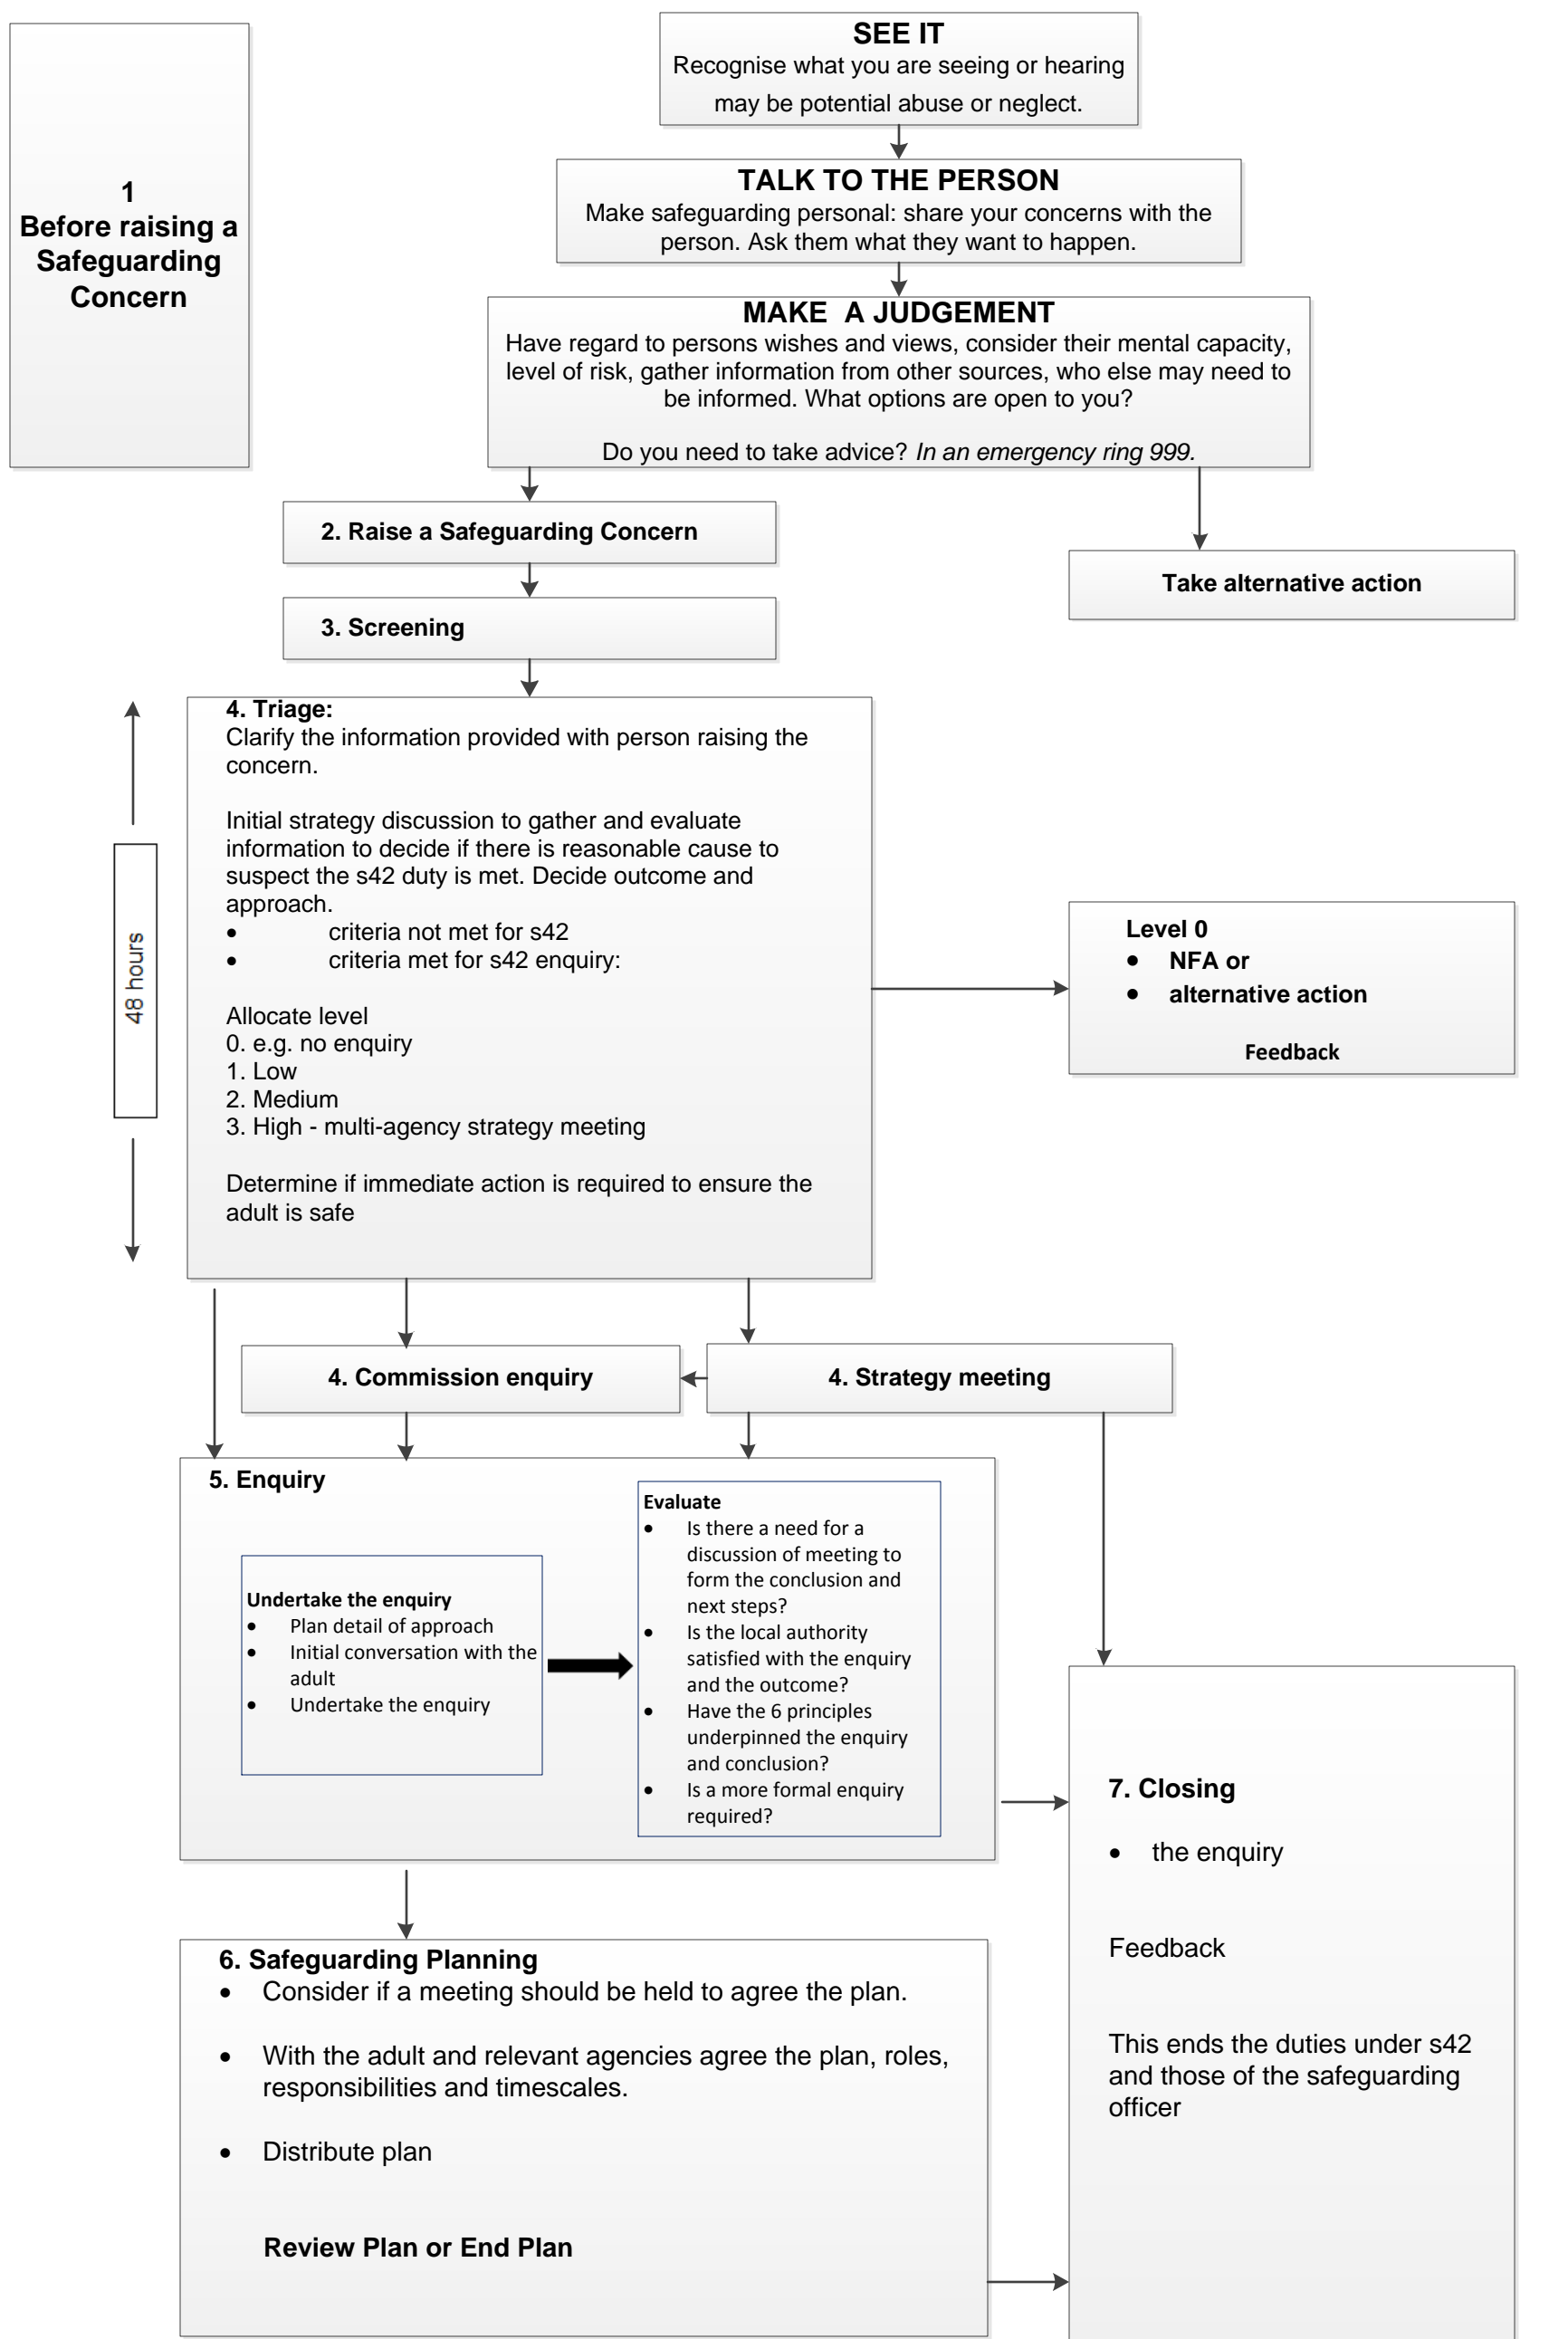 1
Before raising a
Safeguarding
Concern
SEE IT
Recognise what you are seeing or hearing
may be potential abuse or neglect.
TALK TO THE PERSON
Make safeguarding personal: share your concerns with the
person. Ask them what they want to happen.
MAKE  A JUDGEMENT
Have regard to persons wishes and views, consider their mental capacity,
level of risk, gather information from other sources, who else may need to
be informed. What options are open to you?
Do you need to take advice? In an emergency ring 999.
2. Raise a Safeguarding Concern
Take alternative action
3. Screening
48 hours
4. Triage:
Clarify the information provided with person raising the
concern.
Initial strategy discussion to gather and evaluate
information to decide if there is reasonable cause to
suspect the s42 duty is met. Decide outcome and
approach.
• criteria not met for s42
• criteria met for s42 enquiry:
Allocate level
0. e.g. no enquiry
1. Low
2. Medium
3. High - multi-agency strategy meeting
Determine if immediate action is required to ensure the
adult is safe
Level 0
• NFA or
• alternative action
Feedback
4. Commission enquiry
4. Strategy meeting
5. Enquiry
Undertake the enquiry
• Plan detail of approach
• Initial conversation with the
adult
• Undertake the enquiry
Evaluate
• Is there a need for a
discussion of meeting to
form the conclusion and
next steps?
• Is the local authority
satisfied with the enquiry
and the outcome?
• Have the 6 principles
underpinned the enquiry
and conclusion?
• Is a more formal enquiry
required?
6. Safeguarding Planning
• Consider if a meeting should be held to agree the plan.
• With the adult and relevant agencies agree the plan, roles,
responsibilities and timescales.
• Distribute plan
Review Plan or End Plan
7. Closing
• the enquiry
Feedback
This ends the duties under s42
and those of the safeguarding
officer